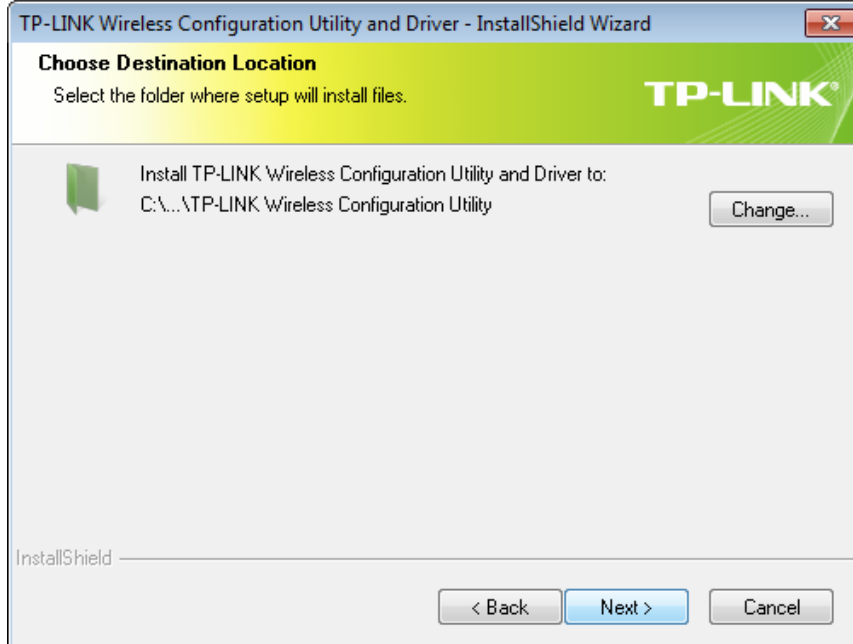 TP-LINK Wireless Configuration Utility and Driver - InstallShield Wizard
Choose Destination Location
Select the folder where setup will install files.
TP-LINK®
Install TP-LINK Wireless Configuration Utility and Driver to:
C:\...\TP-LINK Wireless Configuration Utility
Change...
InstallShield
< Back
Next >
Cancel